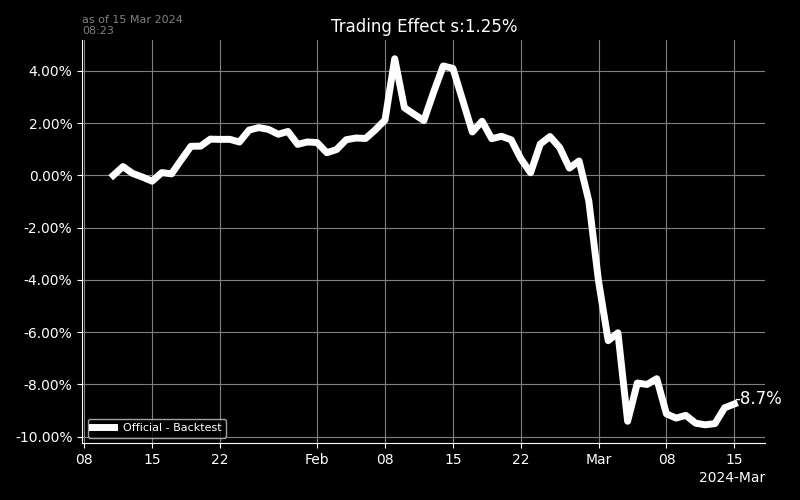 as of 15 Mar 2024
08:23
Trading Effect s:1.25%
4.00%
2.00%
0.00%
-2.00%
-4.00%
-6.00%
-8.00%
-10.00%
-8.7%
Official - Backtest
08 15 22 Feb 08 15 22 Mar 08 15
2024-Mar